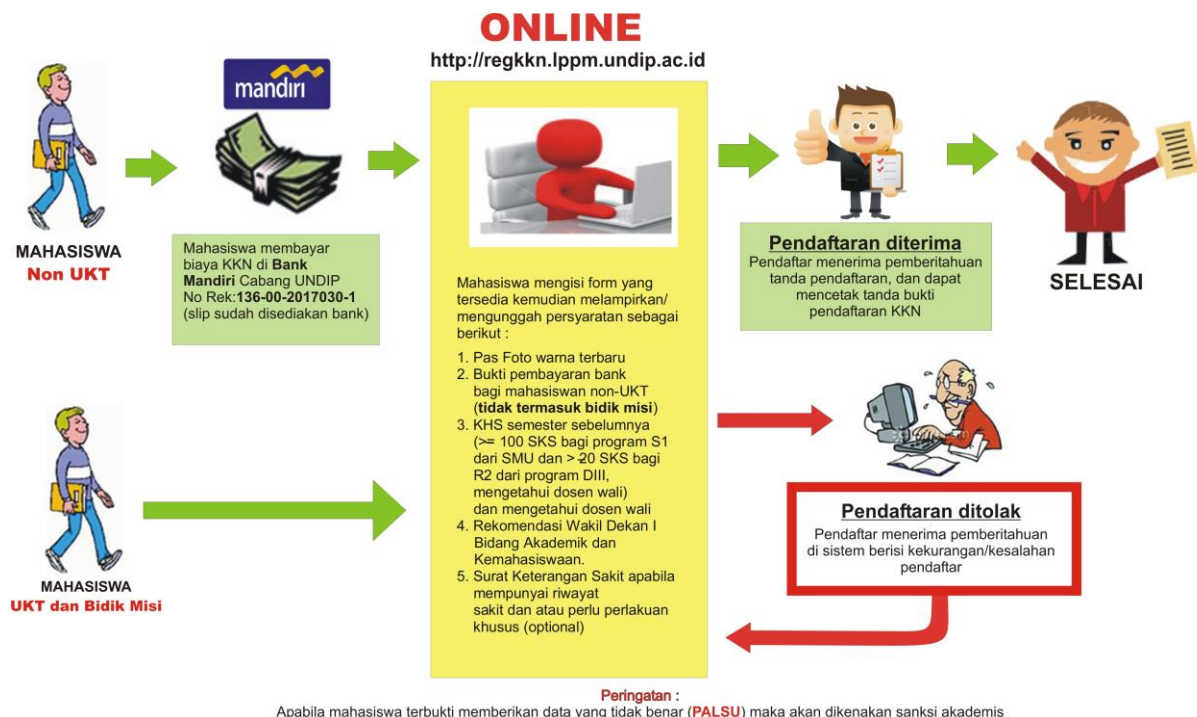 ONLINE
http://regkkn.lppm.undip.ac.id
mandiri
MAHASISWA
Non UKT
Mahasiswa membayar
biaya KKN di Bank
Mandiri Cabang UNDIP
No Rek:136-00-2017030-1
(slip sudah disediakan bank)
Mahasiswa mengisi form yang
tersedia kemudian melampirkan/
mengunggah persyaratan sebagai
berikut :
1. Pas Foto warna terbaru
2. Bukti pembayaran bank
bagi mahasiswan non-UKT
(tidak termasuk bidik misi)
3. KHS semester sebelumnya
(>= 100 SKS bagi program S1
dari SMU dan > 20 SKS bagi
R2 dari program DIII,
mengetahui dosen wali)
dan mengetahui dosen wali
4. Rekomendasi Wakil Dekan I
Bidang Akademik dan
Kemahasiswaan.
5. Surat Keterangan Sakit apabila
mempunyai riwayat
sakit dan atau perlu perlakuan
khusus (optional)
Pendaftaran diterima
Pendaftar menerima pemberitahuan
tanda pendaftaran, dan dapat
mencetak tanda bukti
pendaftaran KKN
SELESAI
MAHASISWA
UKT dan Bidik Misi
Pendaftaran ditolak
Pendaftar menerima pemberitahuan
di sistem berisi kekurangan/kesalahan
pendaftar
Peringatan :
Apabila mahasiswa terbukti memberikan data yang tidak benar (PALSU) maka akan dikenakan sanksi akademis